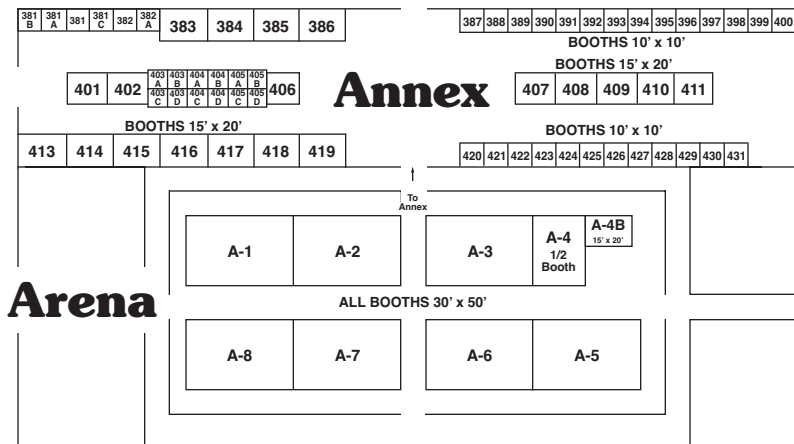 381 B 381 A 381 381 C 382 382 A 383 384 385 386
387 388 389 390 391 392 393 394 395 396 397 398 399 400
BOOTHS 10' x 10'
BOOTHS 15' x 20'
401 402 403 A 403 B 404 A 404 B 405 A 405 B 406
403 C 403 D 404 C 404 D 405 C 405 D
Annex
407 408 409 410 411
BOOTHS 15' x 20'
BOOTHS 10' x 10'
413 414 415 416 417 418 419
420 421 422 423 424 425 426 427 428 429 430 431
To
Annex
A-1 A-2 A-3
A-4
1/2
Booth
A-4B
15' x 20'
Arena
ALL BOOTHS 30' x 50'
A-8 A-7 A-6 A-5